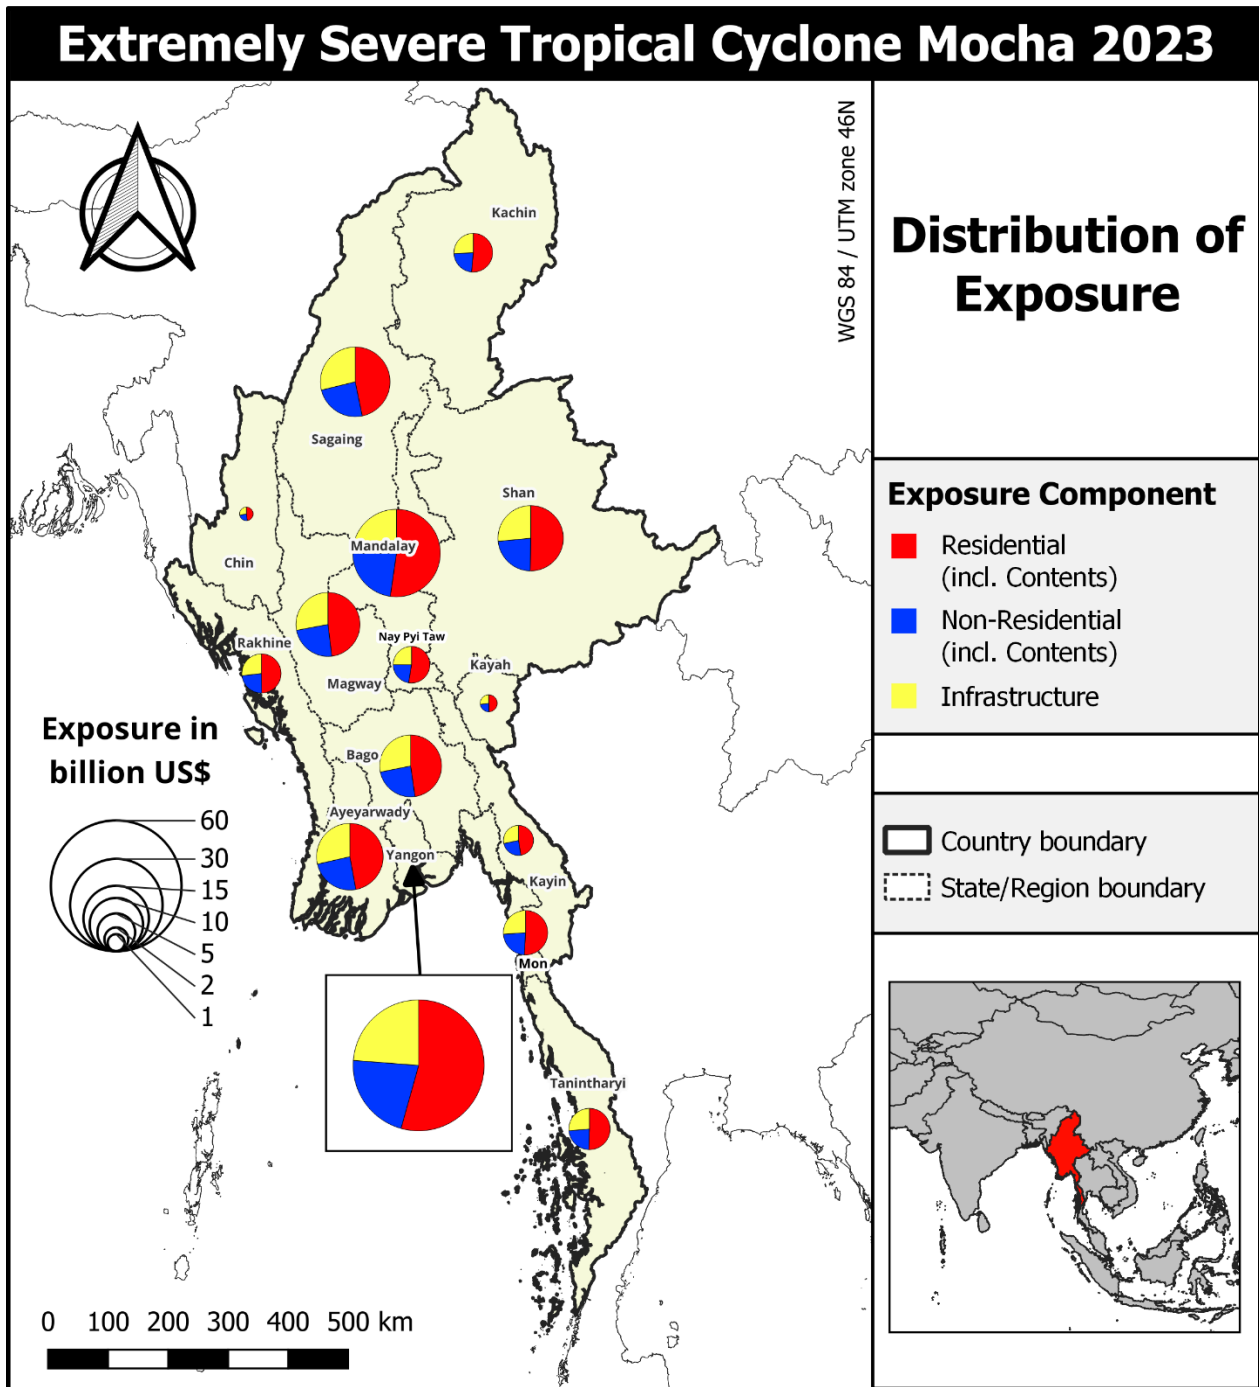 Extremely Severe Tropical Cyclone Mocha 2023
WGS 84 / UTM zone 46N
Kachin
Sagaing
Shan
Mandalay
Chin
Rakhine
Nay Pyi Taw
Kayah
Magway
Bago
Ayeyarwady
Yangon
Kayin
Mon
Tanintharyi
Exposure in
billion US$
60
30
15
10
5
2
1
0 100 200 300 400 500 km
Distribution of
Exposure
Exposure Component
Residential
(incl. Contents)
Non-Residential
(incl. Contents)
Infrastructure
Country boundary
State/Region boundary